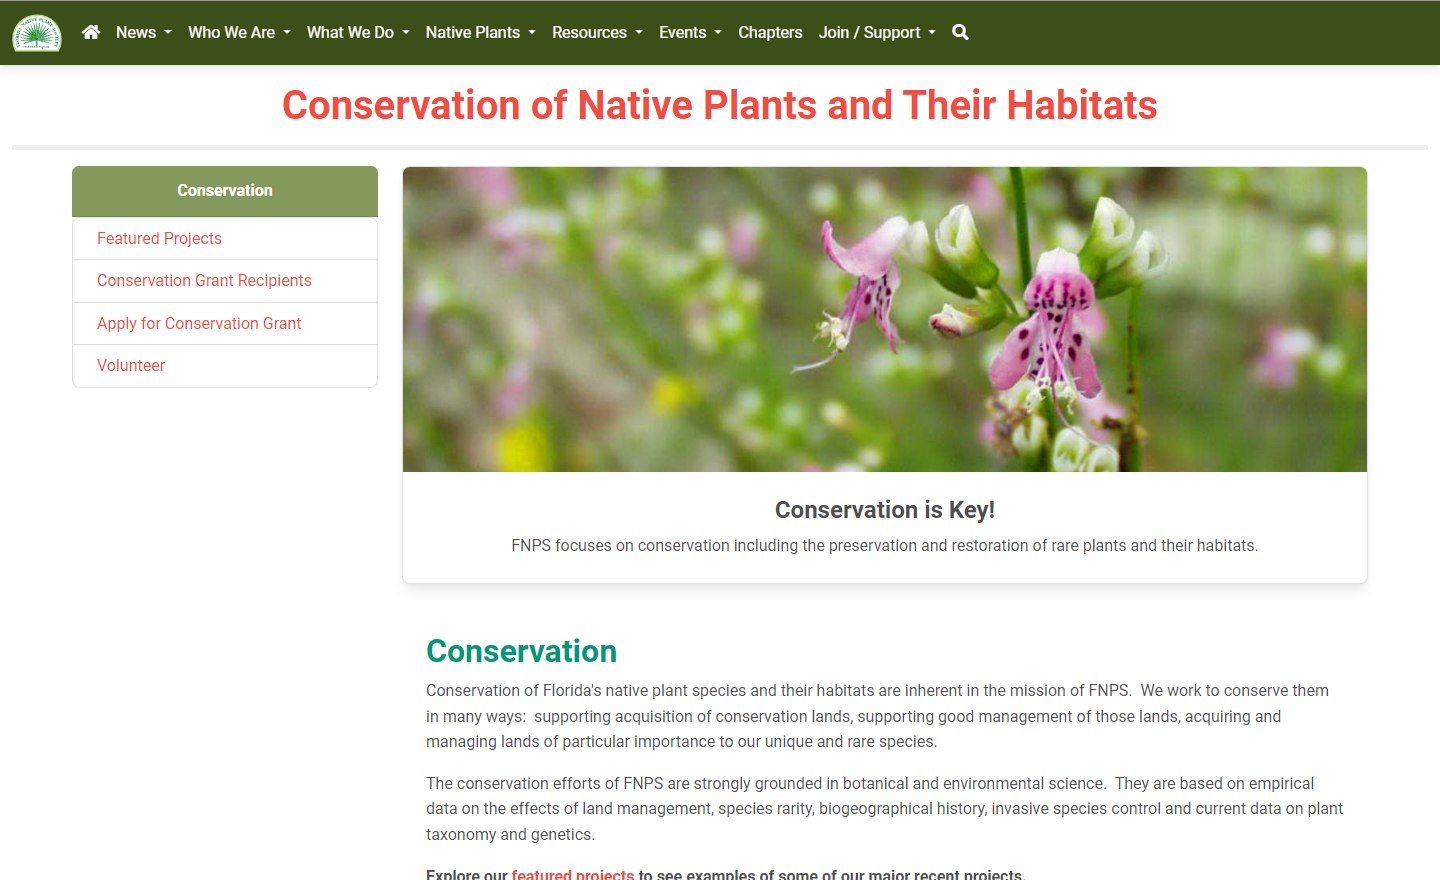 News
Who We Are
What We Do
Native Plants
Resources
Events
Chapters
Join / Support
Conservation of Native Plants and Their Habitats
Conservation
Featured Projects
Conservation Grant Recipients
Apply for Conservation Grant
Volunteer
Conservation is Key!
FNPS focuses on conservation including the preservation and restoration of rare plants and their habitats.
Conservation
Conservation of Florida's native plant species and their habitats are inherent in the mission of FNPS.  We work to conserve them
in many ways:  supporting acquisition of conservation lands, supporting good management of those lands, acquiring and
managing lands of particular importance to our unique and rare species.
The conservation efforts of FNPS are strongly grounded in botanical and environmental science.  They are based on empirical
data on the effects of land management, species rarity, biogeographical history, invasive species control and current data on plant
taxonomy and genetics.
Explore our featured projects to see examples of some of our major recent projects.